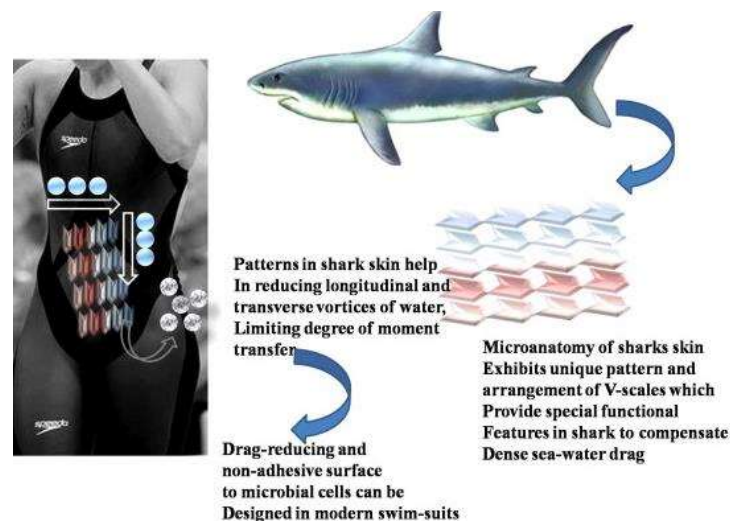 speedo
Patterns in shark skin help
In reducing longitudinal and
transverse vortices of water,
Limiting degree of moment
transfer
Microanatomy of sharks skin
Exhibits unique pattern and
arrangement of V-scales which
Provide special functional
Features in shark to compensate
Dense sea-water drag
Drag-reducing and
non-adhesive surface
to microbial cells can be
Designed in modern swim-suits
speedo